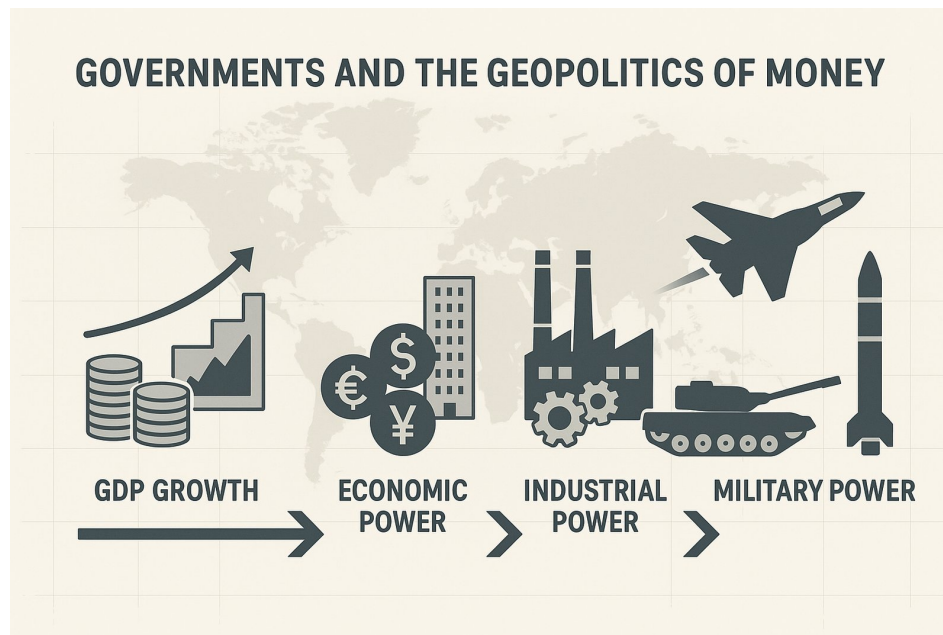 GOVERNMENTS AND THE GEOPOLITICS OF MONEY
€
$
¥
GDP GROWTH
ECONOMIC
POWER
INDUSTRIAL
POWER
MILITARY POWER